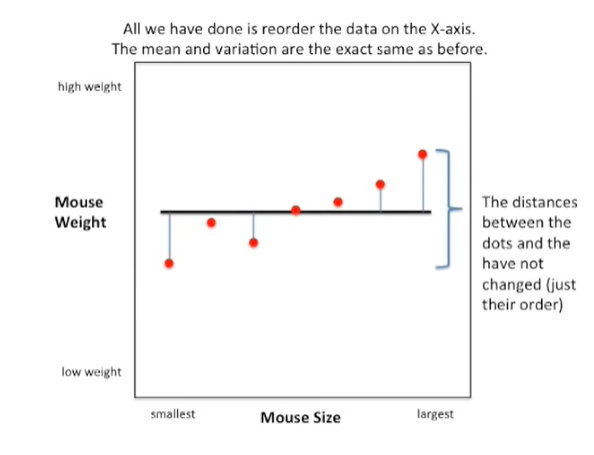 All we have done is reorder the data on the X-axis.
The mean and variation are the exact same as before.
high weight
Mouse
Weight
The distances
between the
dots and the
have not
changed (just
their order)
low weight
smallest
Mouse Size
largest